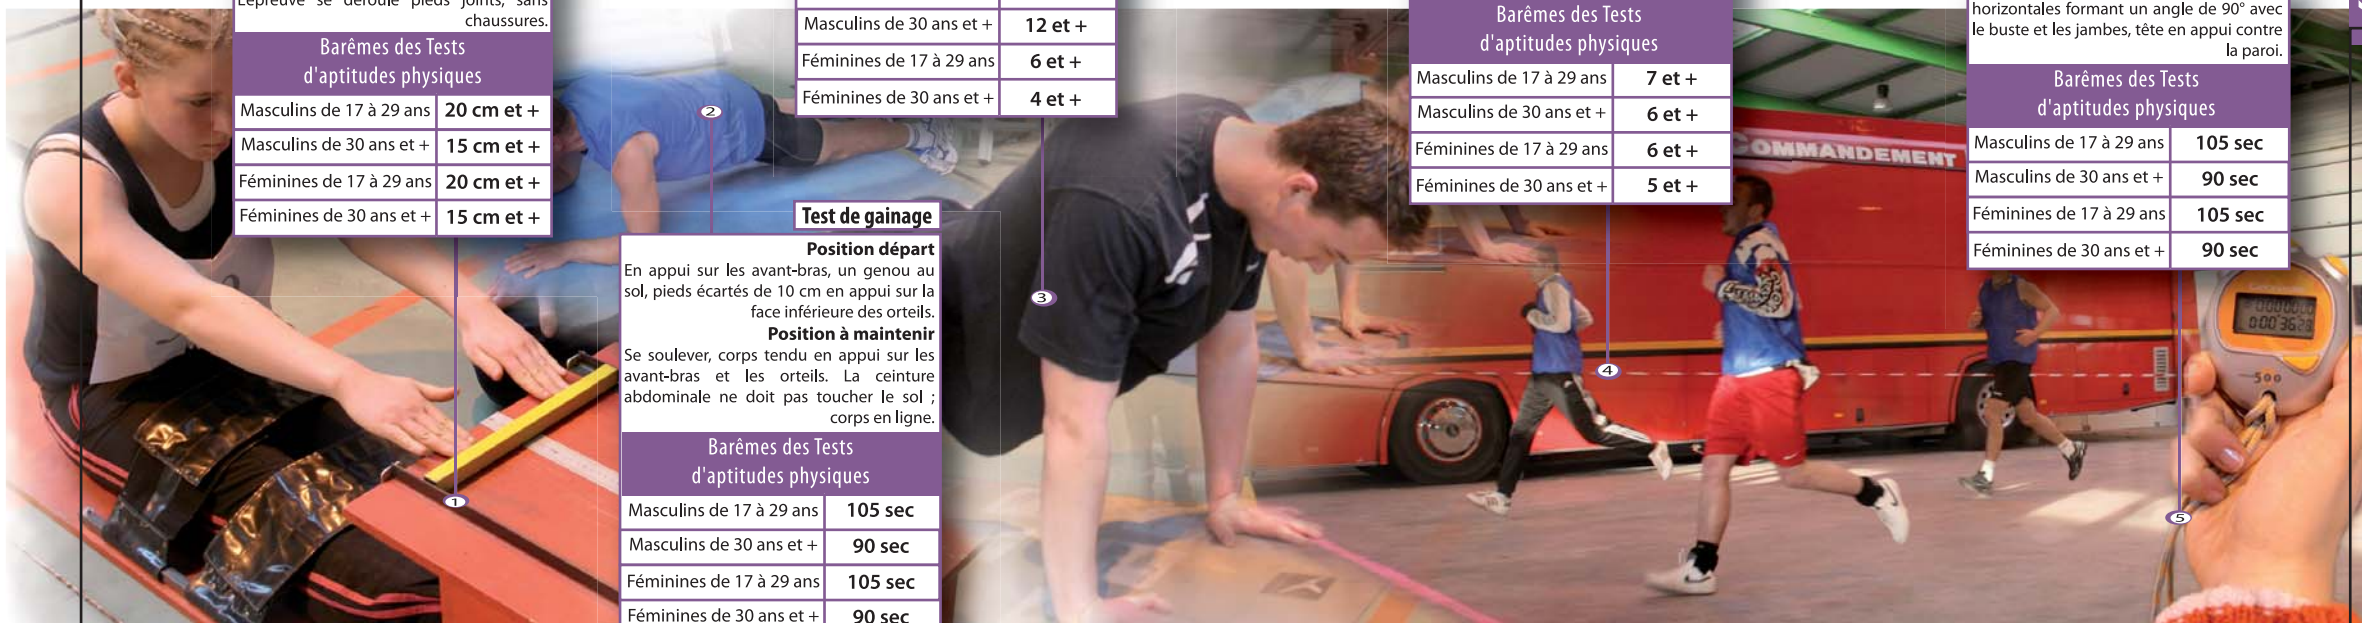 L'épreuve se déroule pieds joints, sans
chaussures.
Barêmes des Tests
d'aptitudes physiques
Masculins de 17 à 29 ans 20 cm et +
Masculins de 30 ans et + 15 cm et +
Féminines de 17 à 29 ans 20 cm et +
Féminines de 30 ans et + 15 cm et +
1
2
Test de gainage
Position départ
En appui sur les avant-bras, un genou au
sol, pieds écartés de 10 cm en appui sur la
face inférieure des orteils.
Position à maintenir
Se soulever, corps tendu en appui sur les
avant-bras et les orteils. La ceinture
abdominale ne doit pas toucher le sol ;
corps en ligne.
Barêmes des Tests
d'aptitudes physiques
Masculins de 17 à 29 ans 105 sec
Masculins de 30 ans et + 90 sec
Féminines de 17 à 29 ans 105 sec
Féminines de 30 ans et + 90 sec
Masculins de 30 ans et + 12 et +
Féminines de 17 à 29 ans 6 et +
Féminines de 30 ans et + 4 et +
3
Barêmes des Tests
d'aptitudes physiques
Masculins de 17 à 29 ans 7 et +
Masculins de 30 ans et + 6 et +
Féminines de 17 à 29 ans 6 et +
Féminines de 30 ans et + 5 et +
COMMANDEMENT
4
horizontales formant un angle de 90° avec
le buste et les jambes, tête en appui contre
la paroi.
Barêmes des Tests
d'aptitudes physiques
Masculins de 17 à 29 ans 105 sec
Masculins de 30 ans et + 90 sec
Féminines de 17 à 29 ans 105 sec
Féminines de 30 ans et + 90 sec
500
5